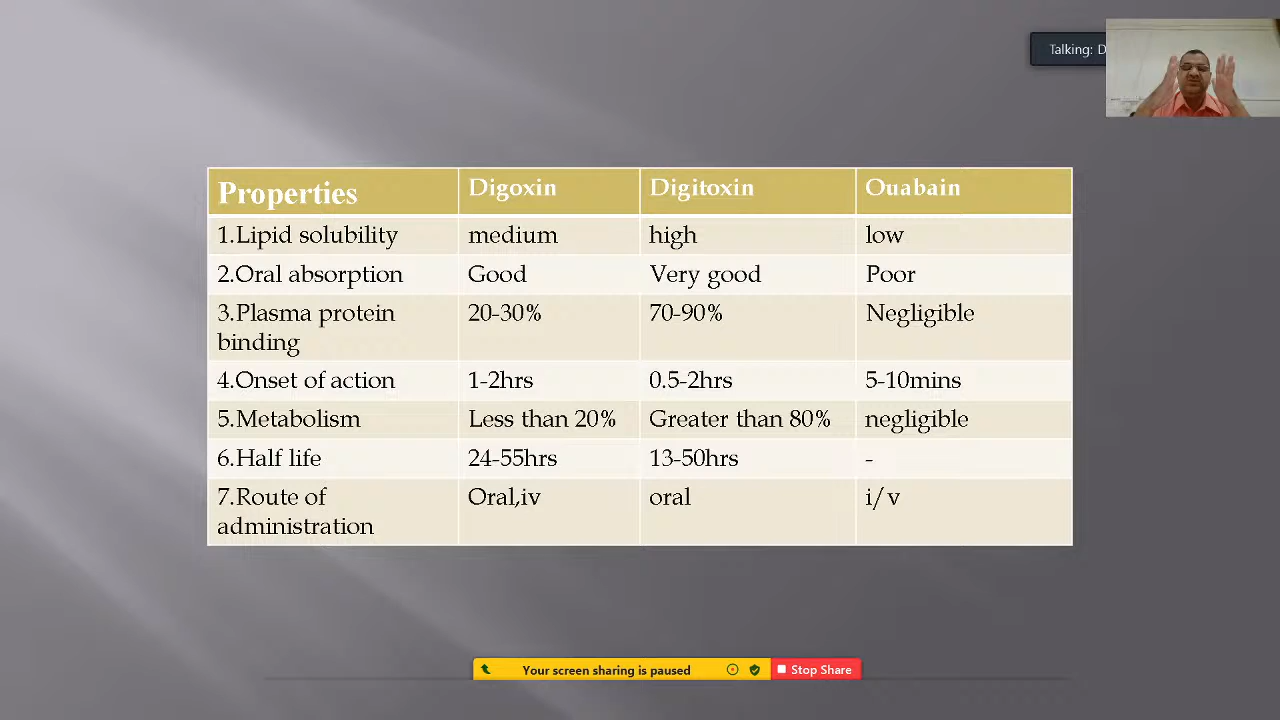 Talking: D
Properties Digoxin Digitoxin Ouabain
1.Lipid solubility medium high low
2.Oral absorption Good Very good Poor
3.Plasma protein 20-30% 70-90% Negligible
binding
4.Onset of action 1-2hrs 0.5-2hrs 5-10mins
5.Metabolism Less than 20% Greater than 80% negligible
6.Half life 24-55hrs 13-50hrs -
7.Route of Oral,iv oral i/v
administration
Your screen sharing is paused Stop Share